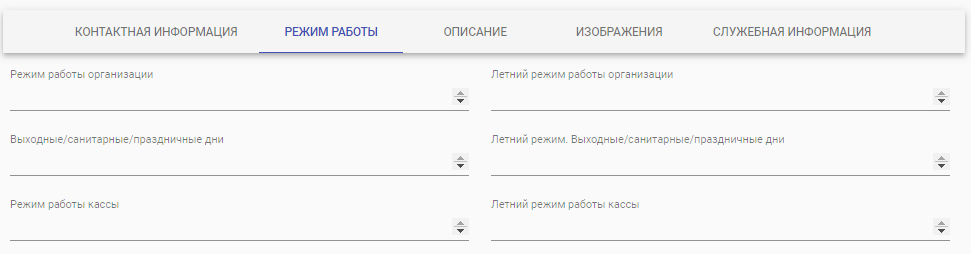 КОНТАКТНАЯ ИНФОРМАЦИЯ РЕЖИМ РАБОТЫ ОПИСАНИЕ ИЗОБРАЖЕНИЯ СЛУЖЕБНАЯ ИНФОРМАЦИЯ
Режим работы организации Летний режим работы организации
Выходные/санитарные/праздничные дни Летний режим. Выходные/санитарные/праздничные дни
Режим работы кассы Летний режим работы кассы